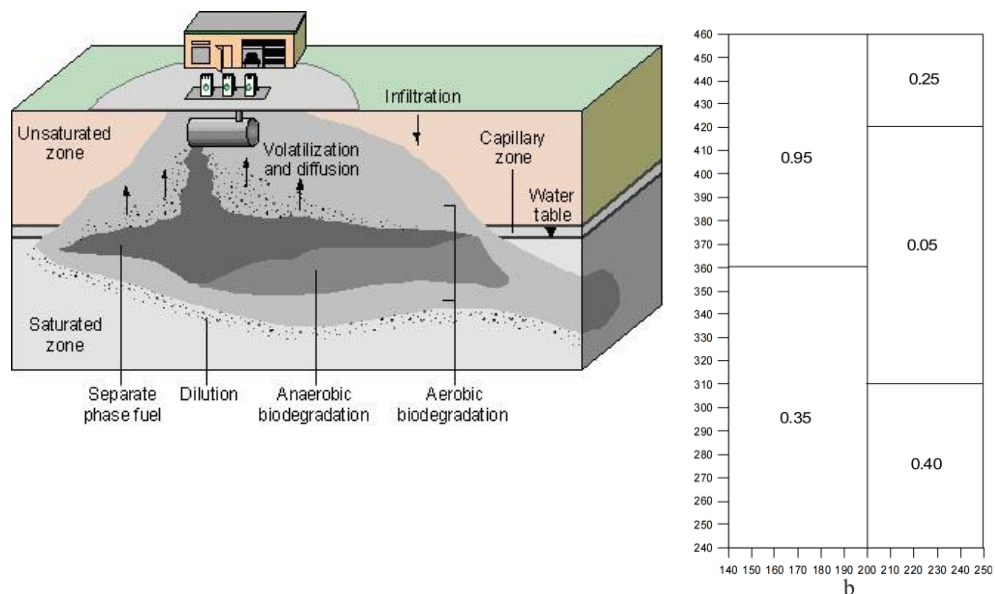 Infiltration
Unsaturated
zone
Capillary
zone
Volatilization
and diffusion
Water
table
Saturated
zone
Separate
phase fuel
Dilution
Anaerobic
biodegradation
Aerobic
biodegradation
460
450
440
430
420
410
400
390
380
370
360
350
340
330
320
310
300
290
280
270
260
250
240
0.25
0.95
0.05
0.35
0.40
140 150 160 170 180 190 200 210 220 230 240 250
b